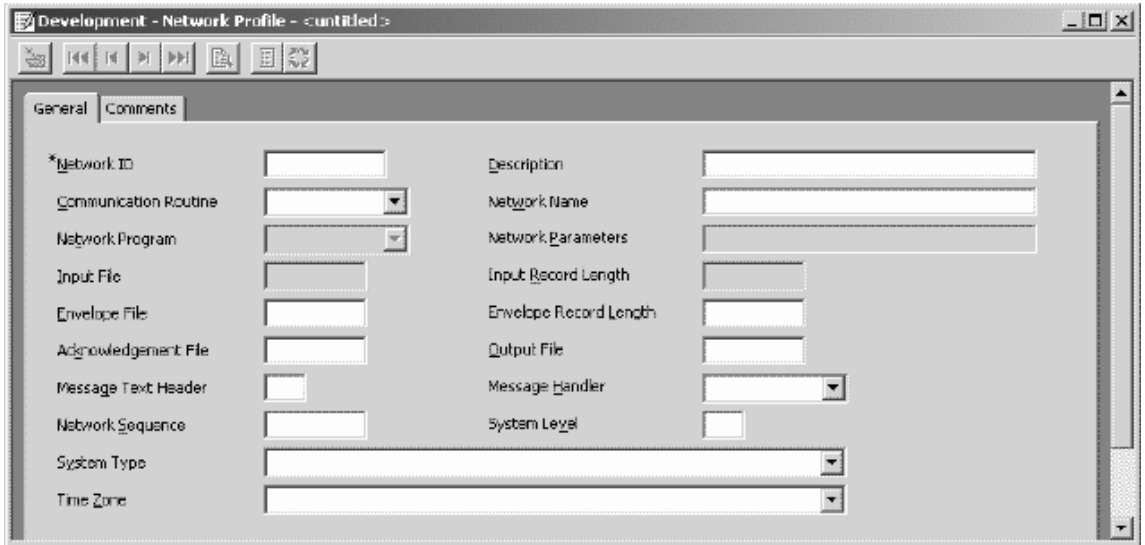 Development - Network Profile - <untitled>
General Comments
*Network ID Description
Communication Routine Network Name
Network Program Network Parameters
Input File Input Record Length
Envelope File Envelope Record Length
Acknowledgement File Output File
Message Text Header Message Handler
Network Sequence System Level
System Type
Time Zone